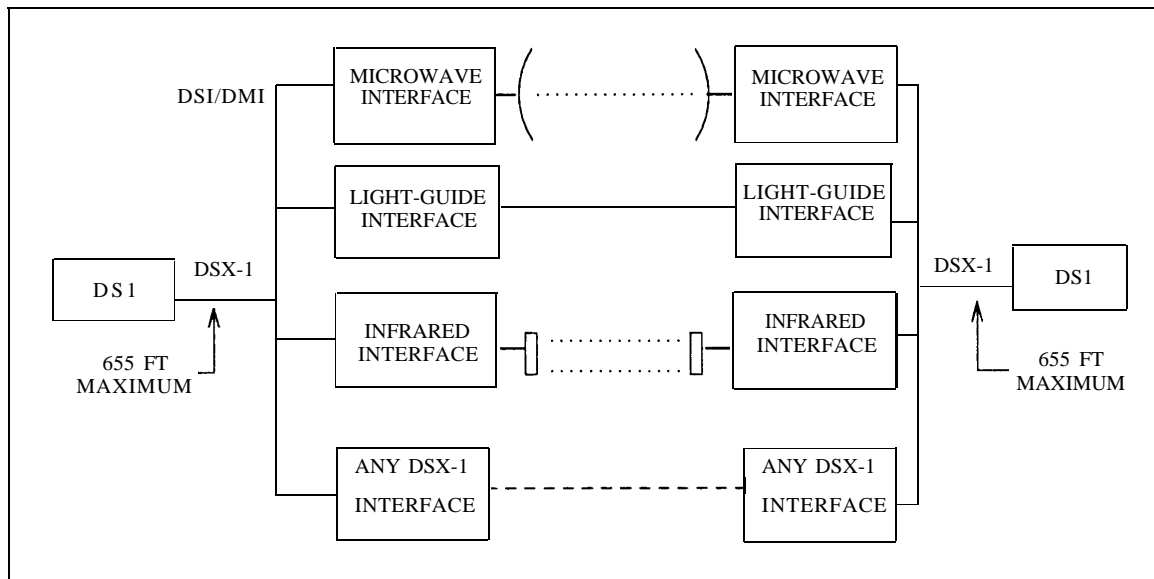 DSI/DMI
MICROWAVE
INTERFACE
MICROWAVE
INTERFACE
LIGHT-GUIDE
INTERFACE
LIGHT-GUIDE
INTERFACE
DSX-1
DS1
655 FT
MAXIMUM
DSX-1
DS1
655 FT
MAXIMUM
INFRARED
INTERFACE
INFRARED
INTERFACE
ANY DSX-1
INTERFACE
ANY DSX-1
INTERFACE